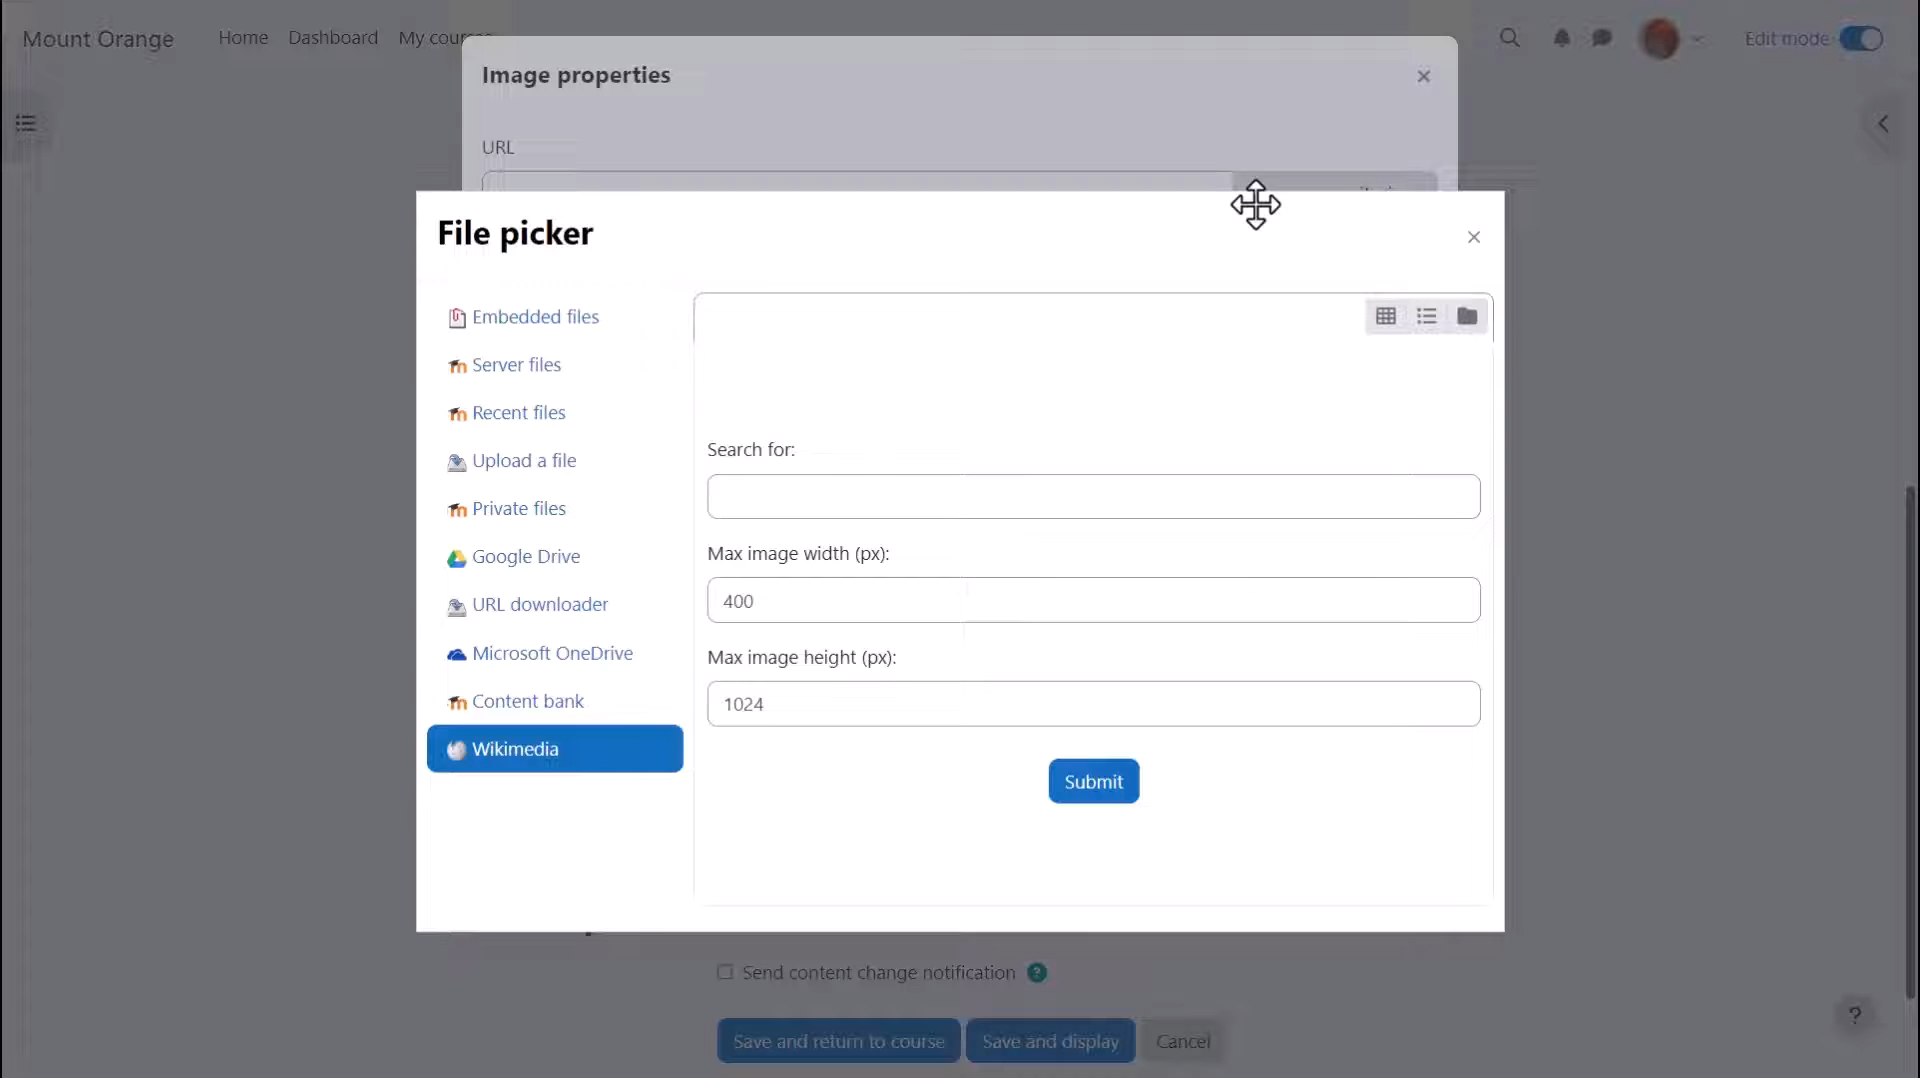 Mount Orange Home Dashboard My cour Edit mode
Image properties
URL
File picker
Embedded files
Server files
Recent files
Upload a file
Private files
Google Drive
URL downloader
Microsoft OneDrive
Content bank
Wikimedia
Search for:
Max image width (px):
400
Max image height (px):
1024
Submit
Send content change notification ?
Save and return to course Save and display Cancel
?